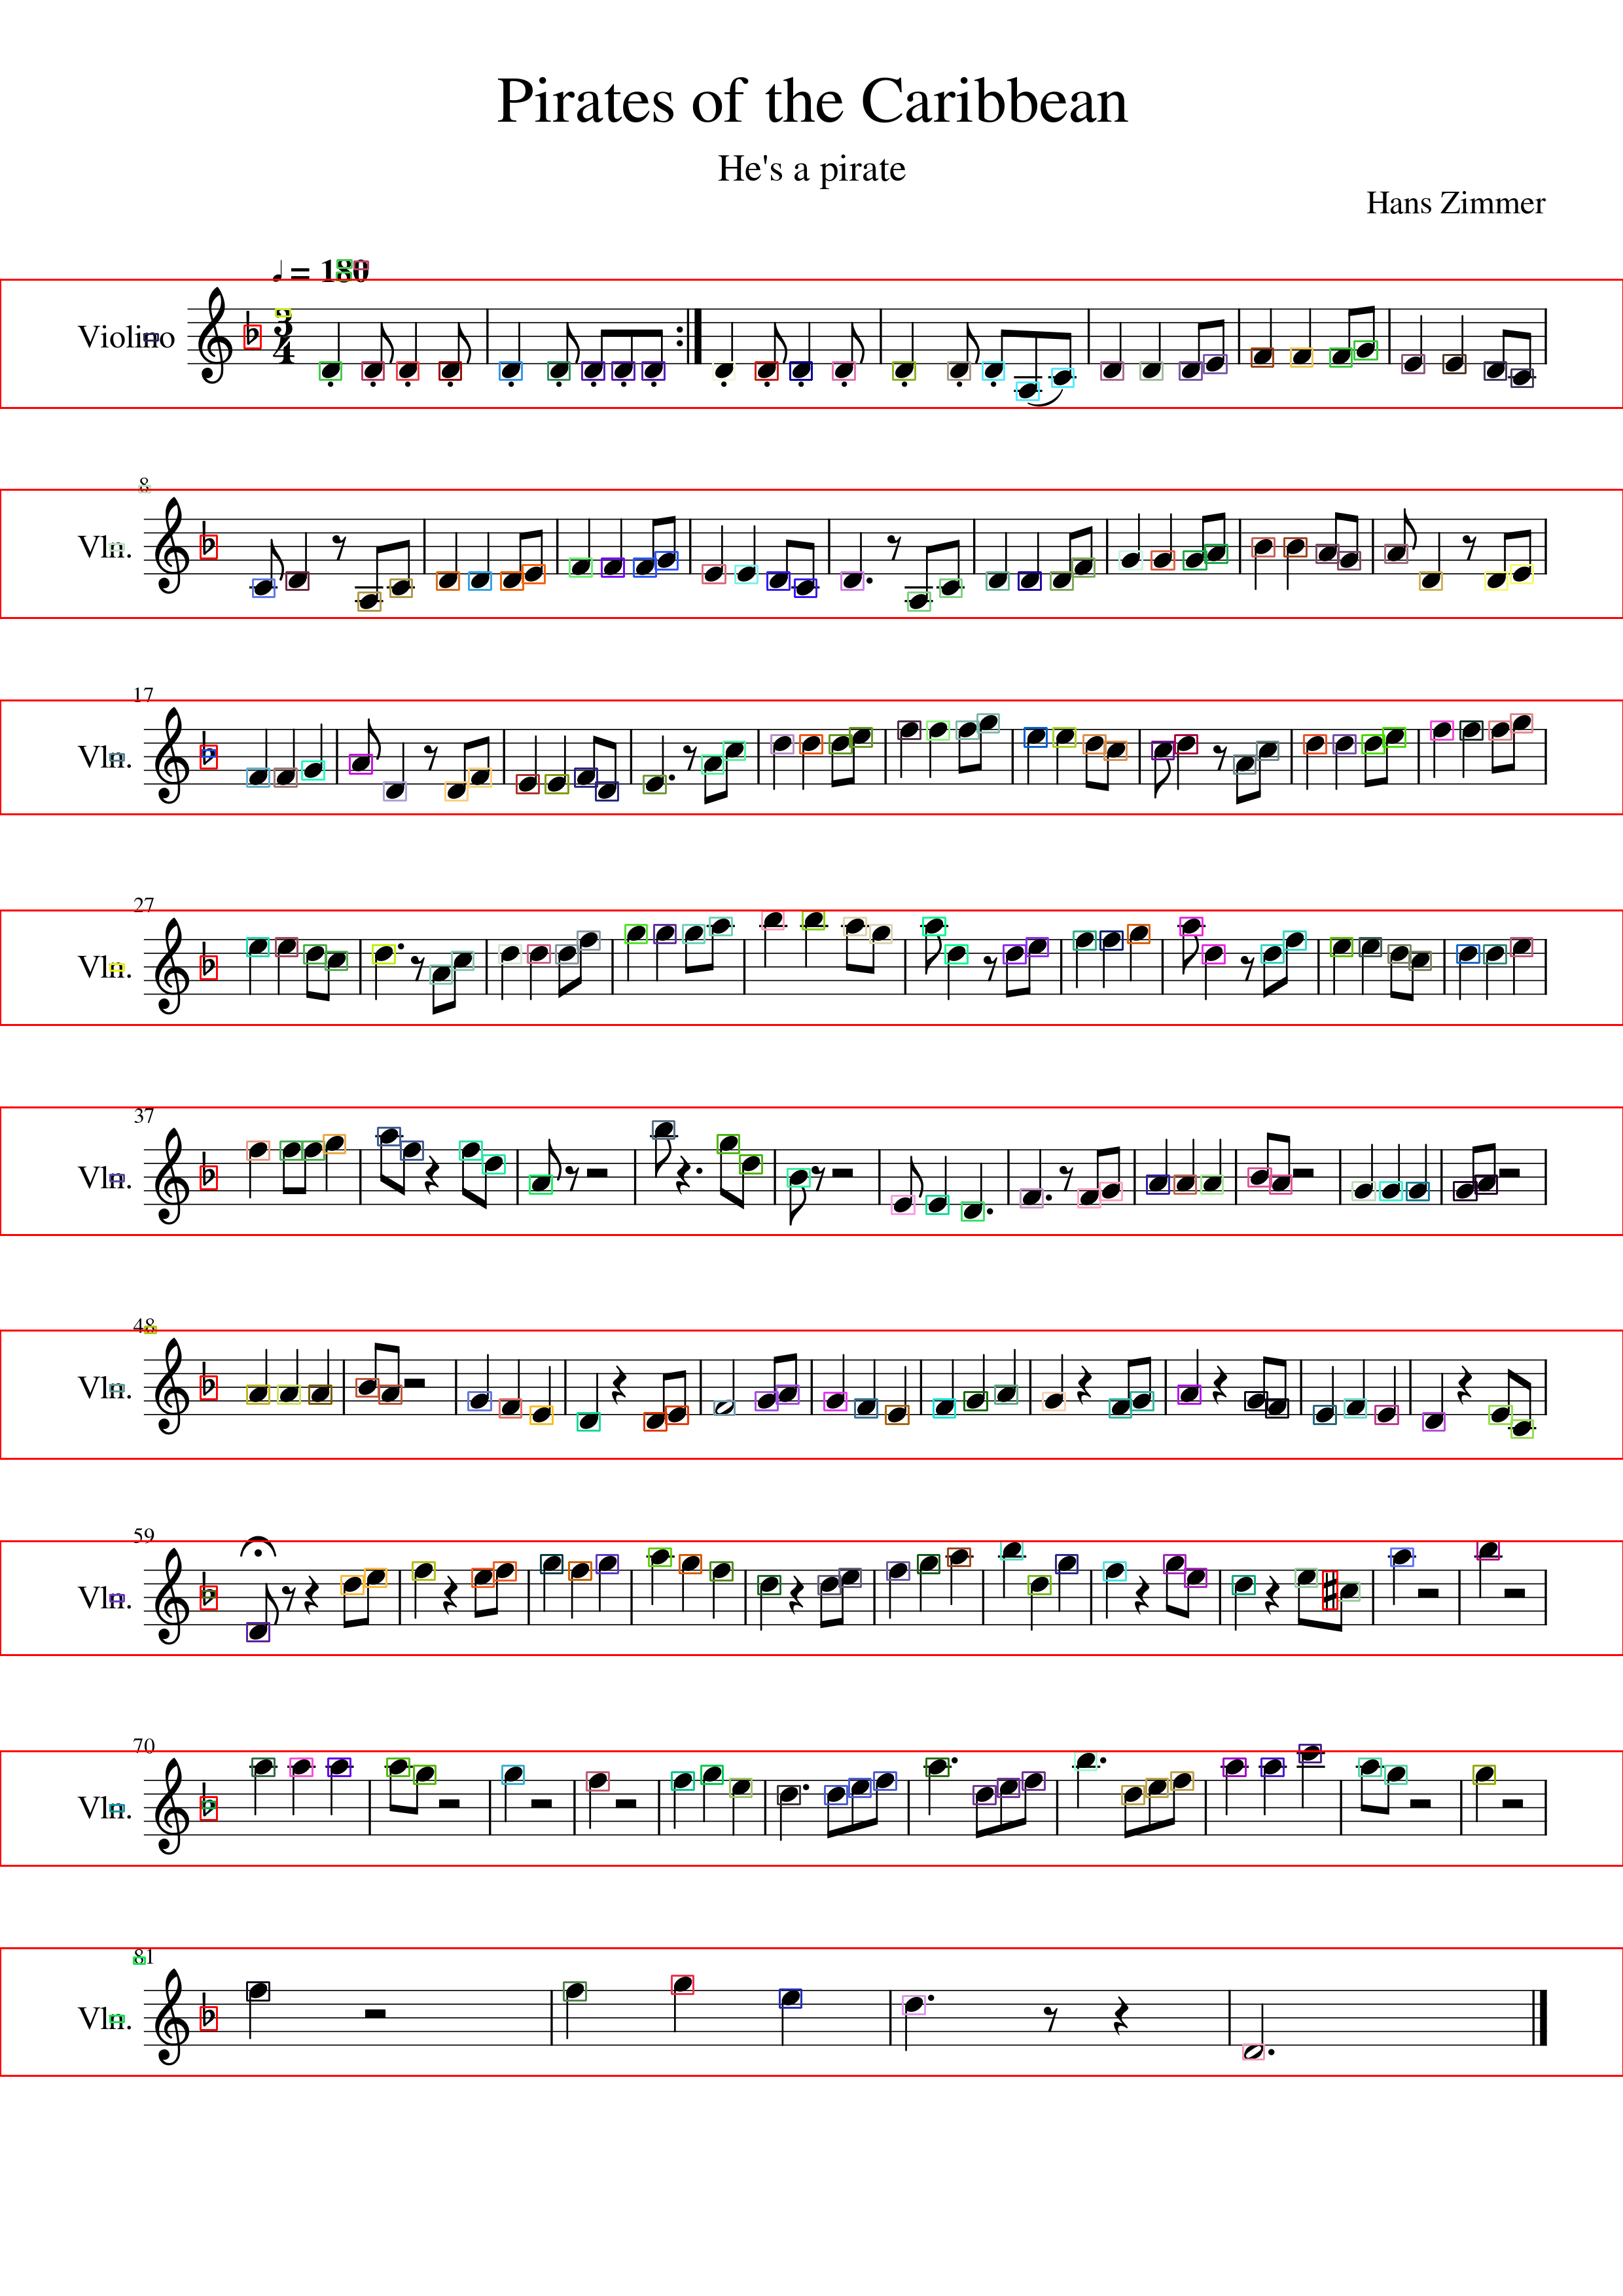 Pirates of the Caribbean
He's a pirate
Hans Zimmer
= 180
Violino
3
4
8
Vln.
17
Vln.
27
Vln.
37
Vln.
48
Vln.
59
Vln.
70
Vln.
81
Vln.